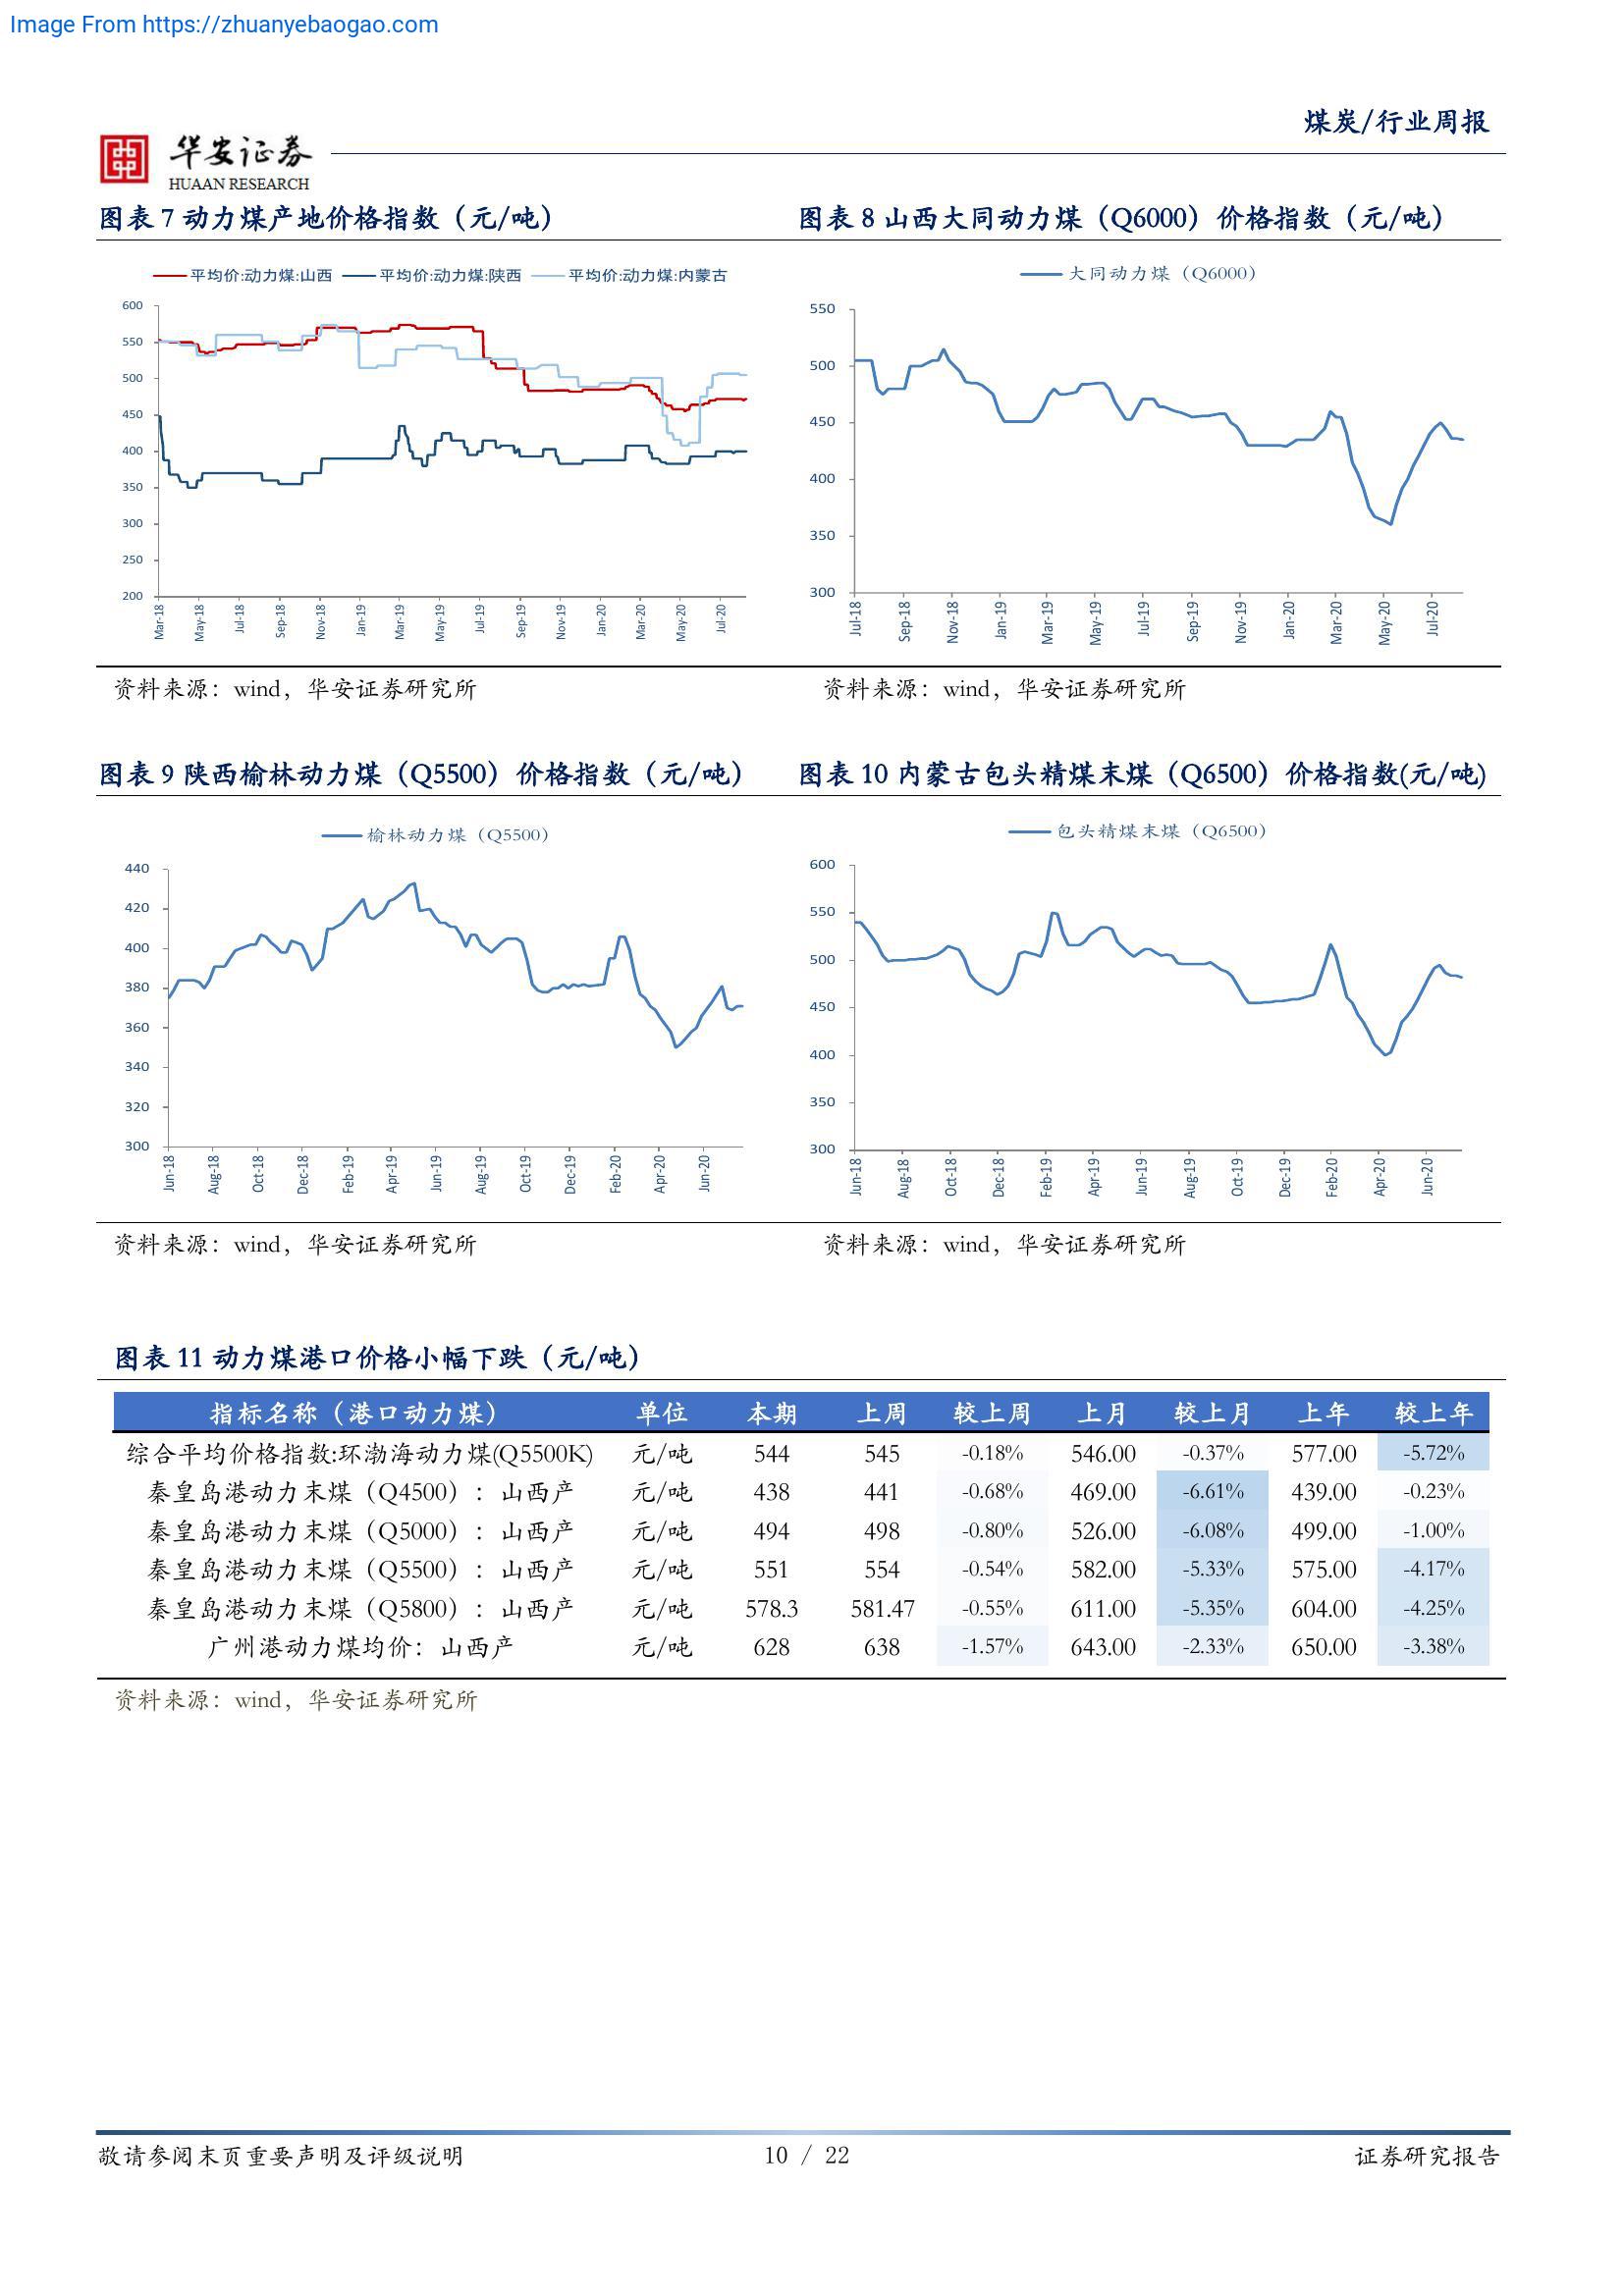 Image From https://zhuanyebaogao.com
煤炭/行业周报
华安证券
HUAAN RESEARCH
图表 7 动力煤产地价格指数（元/吨）
平均价:动力煤:山西 平均价:动力煤:陕西 平均价:动力煤:内蒙古
600
550
500
450
400
350
300
250
200
Mar-18 May-18 Jul-18 Sep-18 Nov-18 Jan-19 Mar-19 May-19 Jul-19 Sep-19 Nov-19 Jan-20 Mar-20 May-20 Jul-20
资料来源：wind，华安证券研究所
图表 8 山西大同动力煤（Q6000）价格指数（元/吨）
大同动力煤（Q6000）
550
500
450
400
350
300
Jul-18 Sep-18 Nov-18 Jan-19 Mar-19 May-19 Jul-19 Sep-19 Nov-19 Jan-20 Mar-20 May-20 Jul-20
资料来源：wind，华安证券研究所
图表 9 陕西榆林动力煤（Q5500）价格指数（元/吨）
榆林动力煤（Q5500）
440
420
400
380
360
340
320
300
Jun-18 Aug-18 Oct-18 Dec-18 Feb-19 Apr-19 Jun-19 Aug-19 Oct-19 Dec-19 Feb-20 Apr-20 Jun-20
资料来源：wind，华安证券研究所
图表 10 内蒙古包头精煤末煤（Q6500）价格指数(元/吨)
包头精煤末煤（Q6500）
600
550
500
450
400
350
300
Jun-18 Aug-18 Oct-18 Dec-18 Feb-19 Apr-19 Jun-19 Aug-19 Oct-19 Dec-19 Feb-20 Apr-20 Jun-20
资料来源：wind，华安证券研究所
图表 11 动力煤港口价格小幅下跌（元/吨）
指标名称（港口动力煤） 单位 本期 上周 较上周 上月 较上月 上年 较上年
综合平均价格指数:环渤海动力煤(Q5500K) 元/吨 544 545 -0.18% 546.00 -0.37% 577.00 -5.72%
秦皇岛港动力末煤（Q4500）：山西产 元/吨 438 441 -0.68% 469.00 -6.61% 439.00 -0.23%
秦皇岛港动力末煤（Q5000）：山西产 元/吨 494 498 -0.80% 526.00 -6.08% 499.00 -1.00%
秦皇岛港动力末煤（Q5500）：山西产 元/吨 551 554 -0.54% 582.00 -5.33% 575.00 -4.17%
秦皇岛港动力末煤（Q5800）：山西产 元/吨 578.3 581.47 -0.55% 611.00 -5.35% 604.00 -4.25%
广州港动力煤均价：山西产 元/吨 628 638 -1.57% 643.00 -2.33% 650.00 -3.38%
资料来源：wind，华安证券研究所
敬请参阅末页重要声明及评级说明 10 / 22 证券研究报告